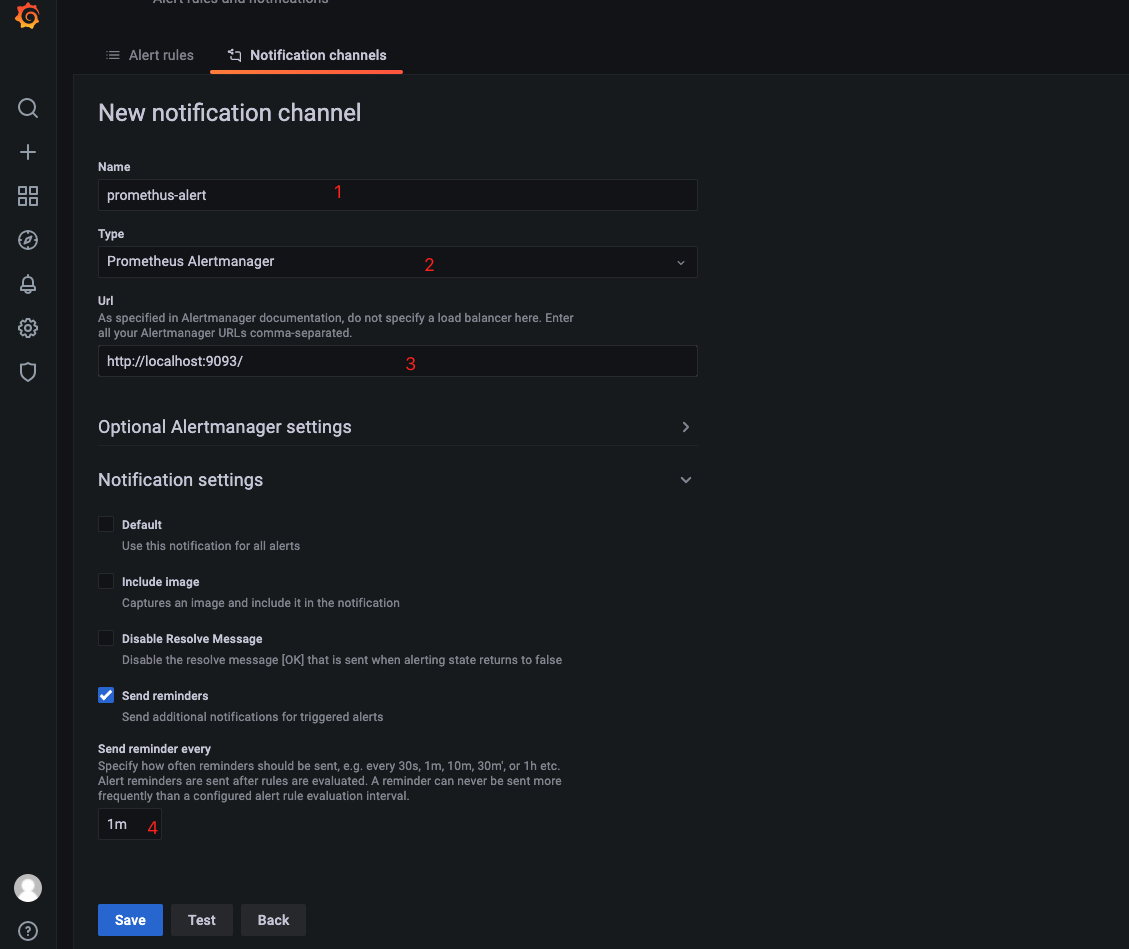 Alert rules and notifications
Alert rules
Notification channels
New notification channel
Name
promethus-alert
1
Type
Prometheus Alertmanager
2
Url
As specified in Alertmanager documentation, do not specify a load balancer here. Enter
all your Alertmanager URLs comma-separated.
http://localhost:9093/
3
Optional Alertmanager settings
Notification settings
Default
Use this notification for all alerts
Include image
Captures an image and include it in the notification
Disable Resolve Message
Disable the resolve message [OK] that is sent when alerting state returns to false
Send reminders
Send additional notifications for triggered alerts
Send reminder every
Specify how often reminders should be sent, e.g. every 30s, 1m, 10m, 30m', or 1h etc.
Alert reminders are sent after rules are evaluated. A reminder can never be sent more
frequently than a configured alert rule evaluation interval.
1m
4
Save
Test
Back